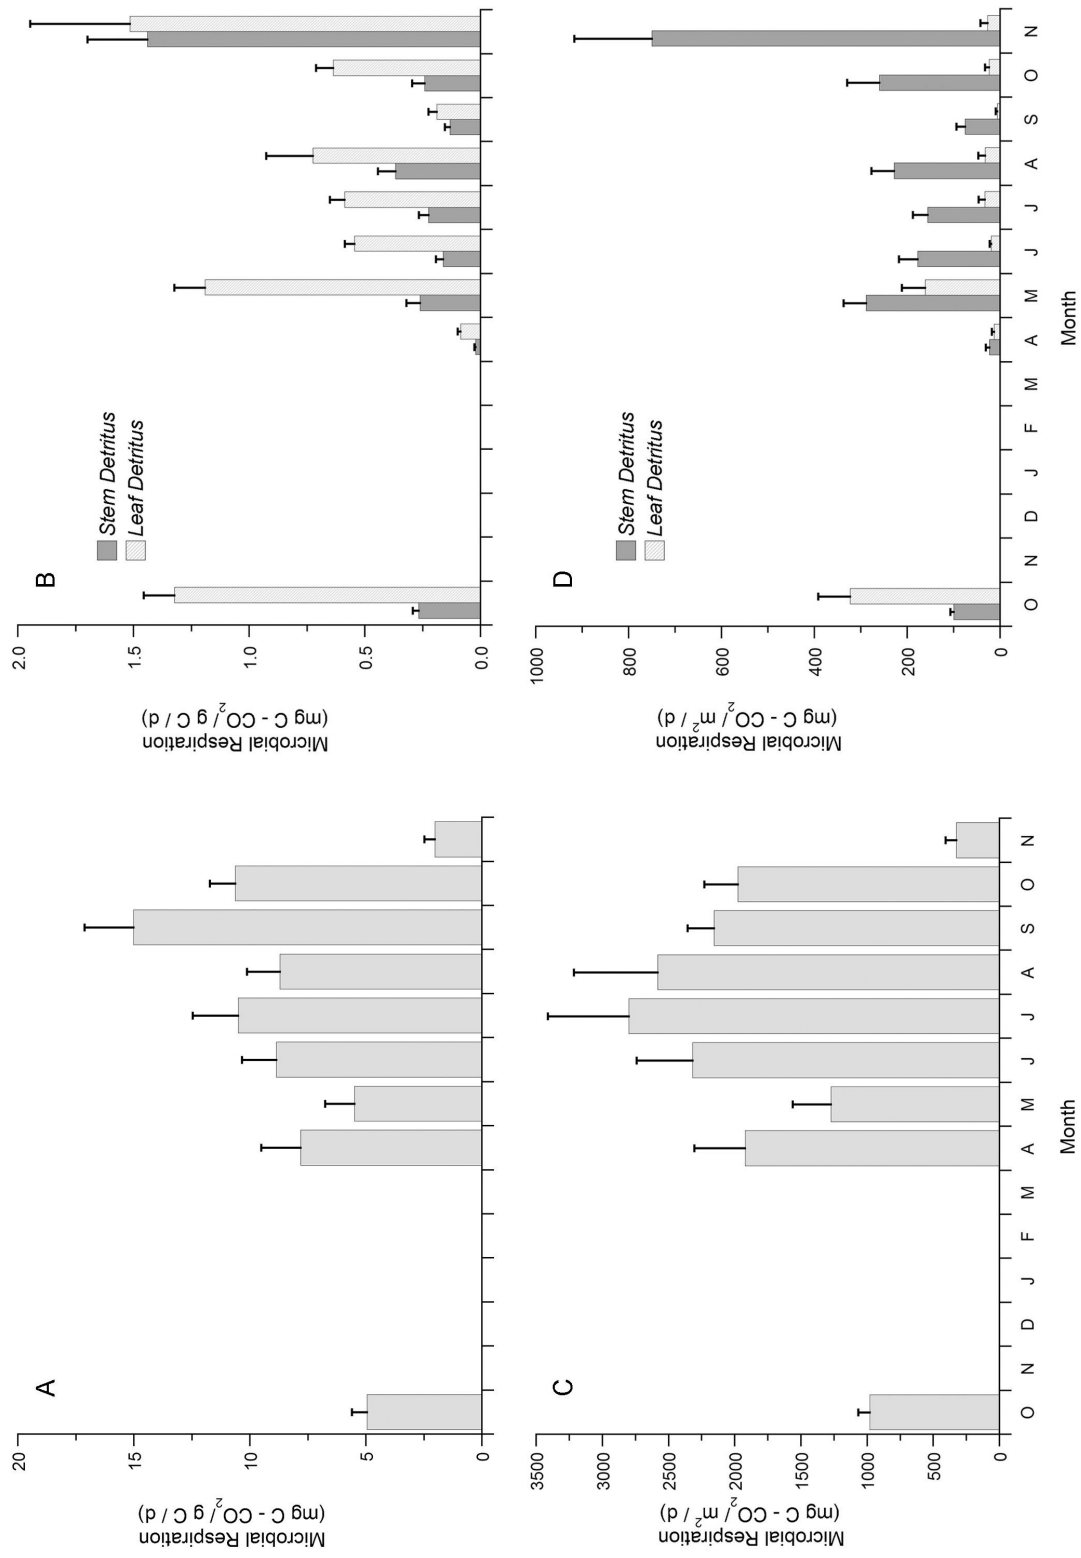 A
Microbial Respiration
(mg C - CO2/ g C / d)
20
15
10
5
0
B
Microbial Respiration
(mg C - CO2/ g C / d)
2.0
1.5
1.0
0.5
0.0
Stem Detritus
Leaf Detritus
C
Microbial Respiration
(mg C - CO2/ m2 / d)
3500
3000
2500
2000
1500
1000
500
0
O N D J F M A M J J A S O N
Month
D
Microbial Respiration
(mg C - CO2/ m2 / d)
1000
800
600
400
200
0
Stem Detritus
Leaf Detritus
O N D J F M A M J J A S O N
Month